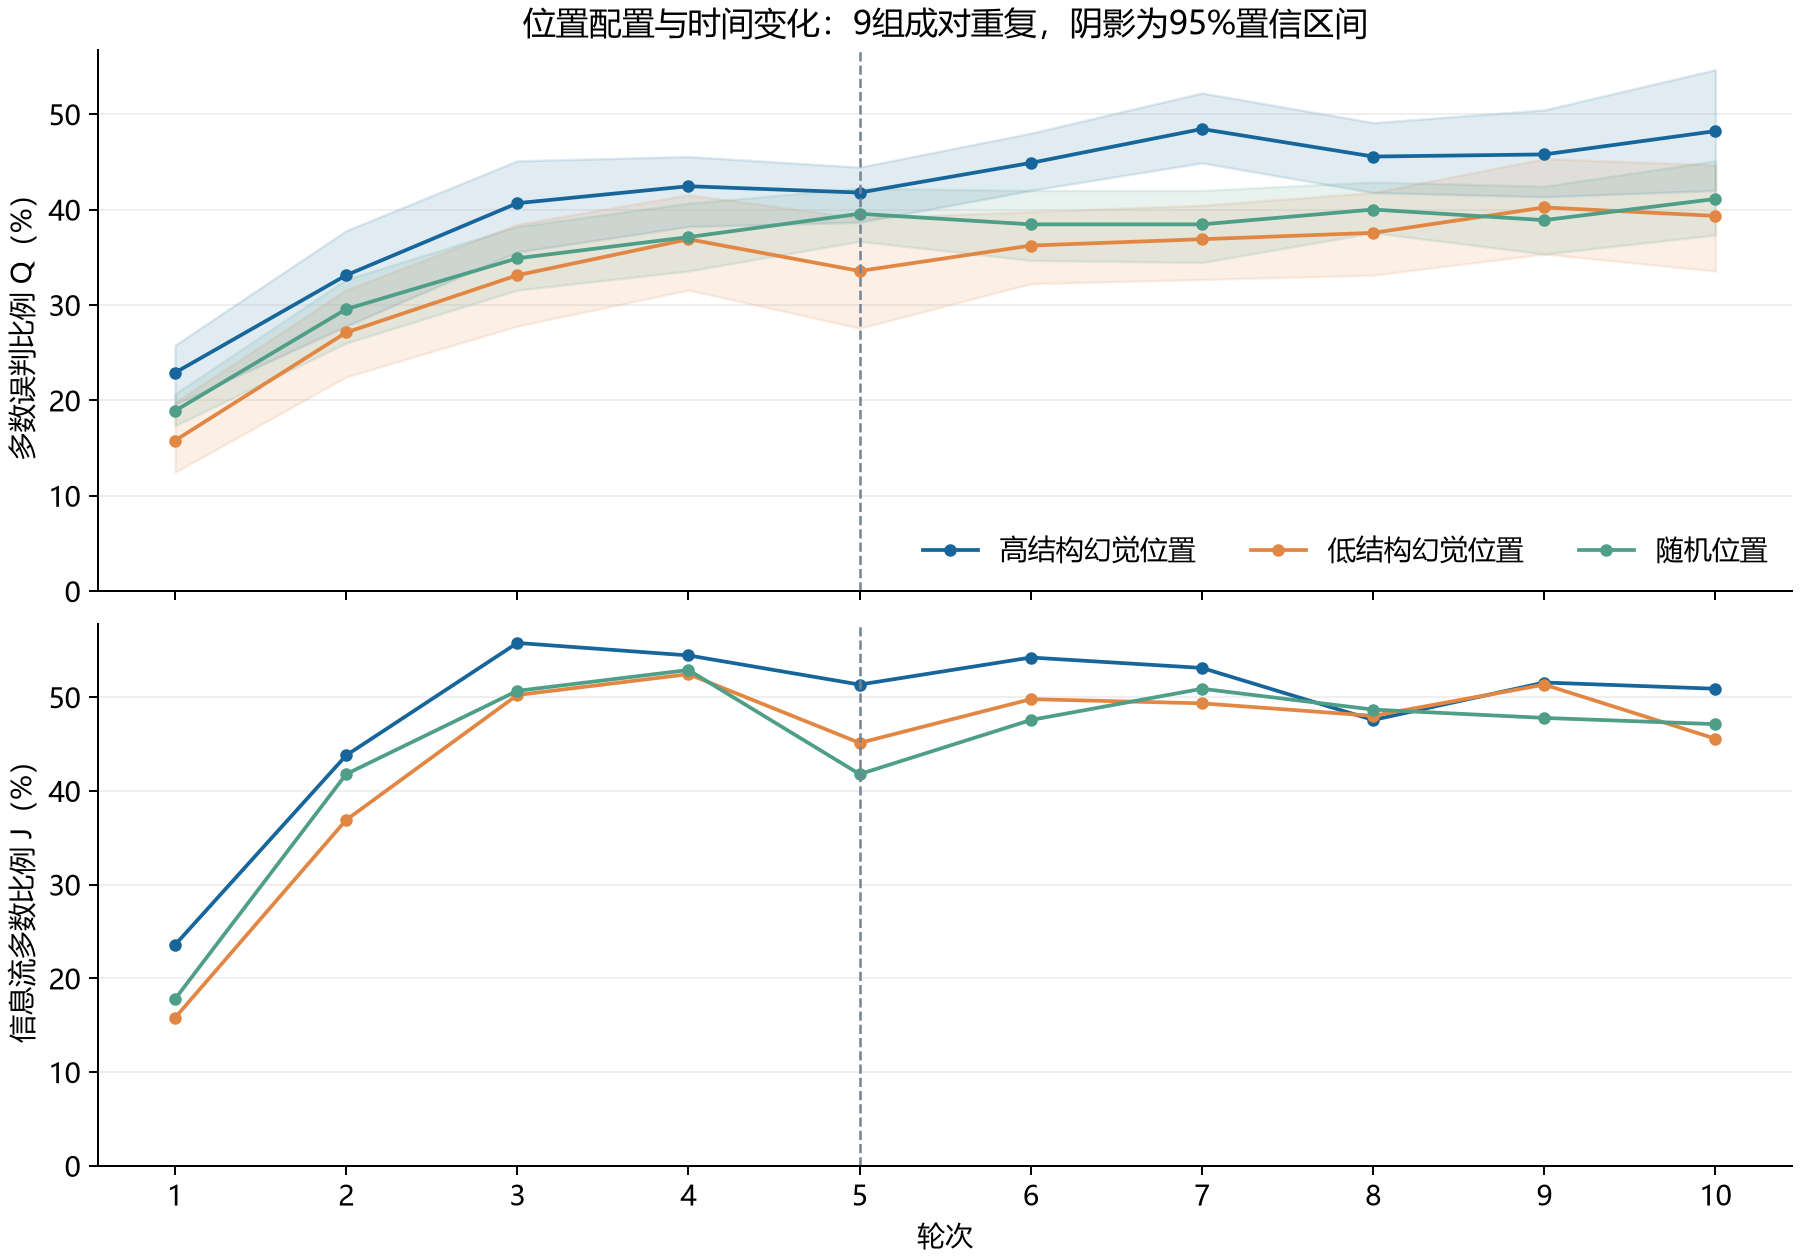 位置配置与时间变化：9组成对重复，阴影为95%置信区间
多数误判比例 Q（%）
50
40
30
20
10
0
高结构幻觉位置
低结构幻觉位置
随机位置
信息流多数比例 J（%）
50
40
30
20
10
0
1 2 3 4 5 6 7 8 9 10
轮次